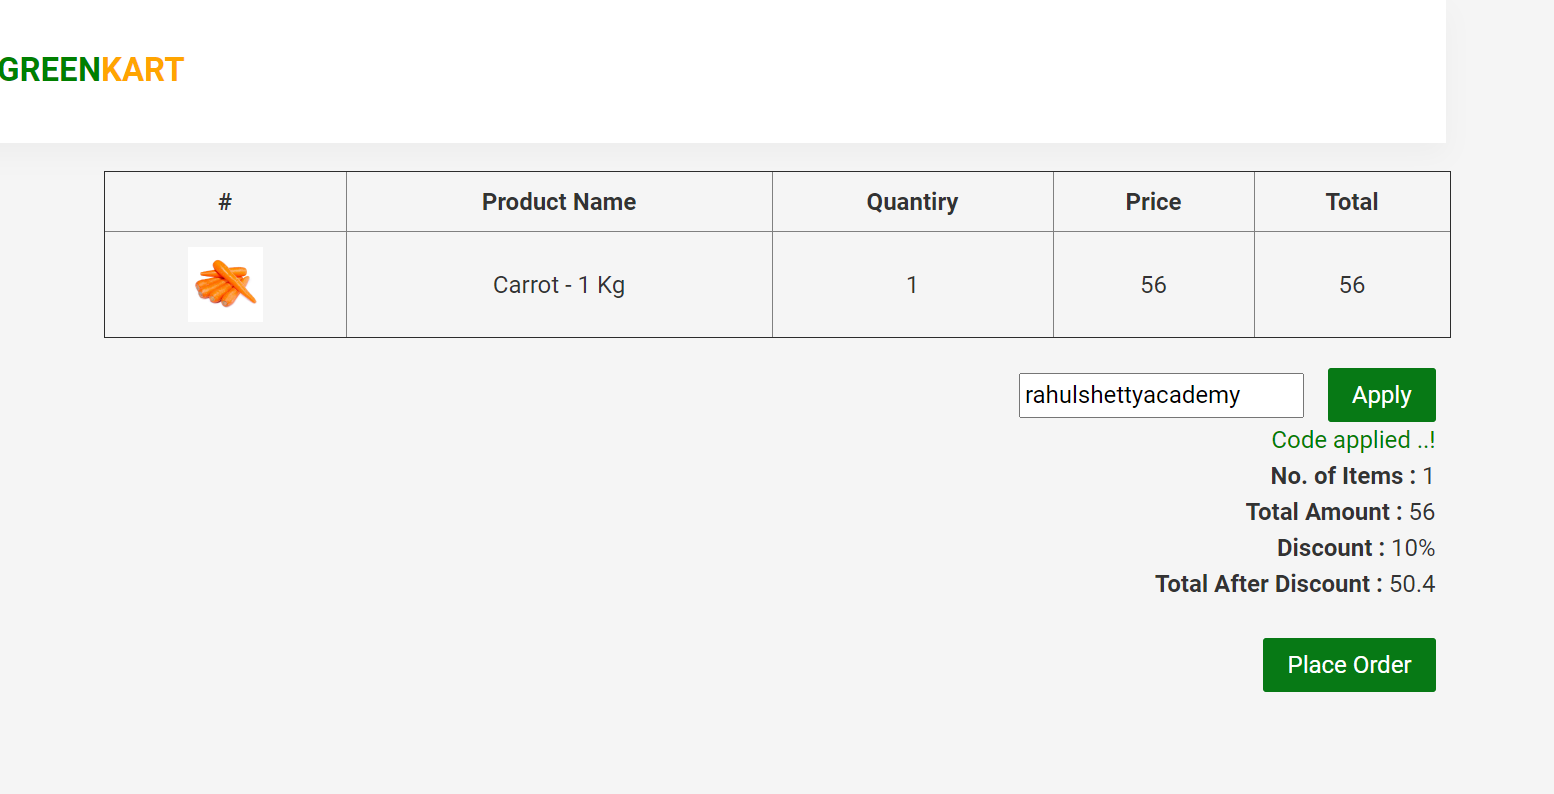 GREENKART
# Product Name Quantiry Price Total
Carrot - 1 Kg 1 56 56
rahulshettyacademy Apply
Code applied ..!
No. of Items : 1
Total Amount : 56
Discount : 10%
Total After Discount : 50.4
Place Order